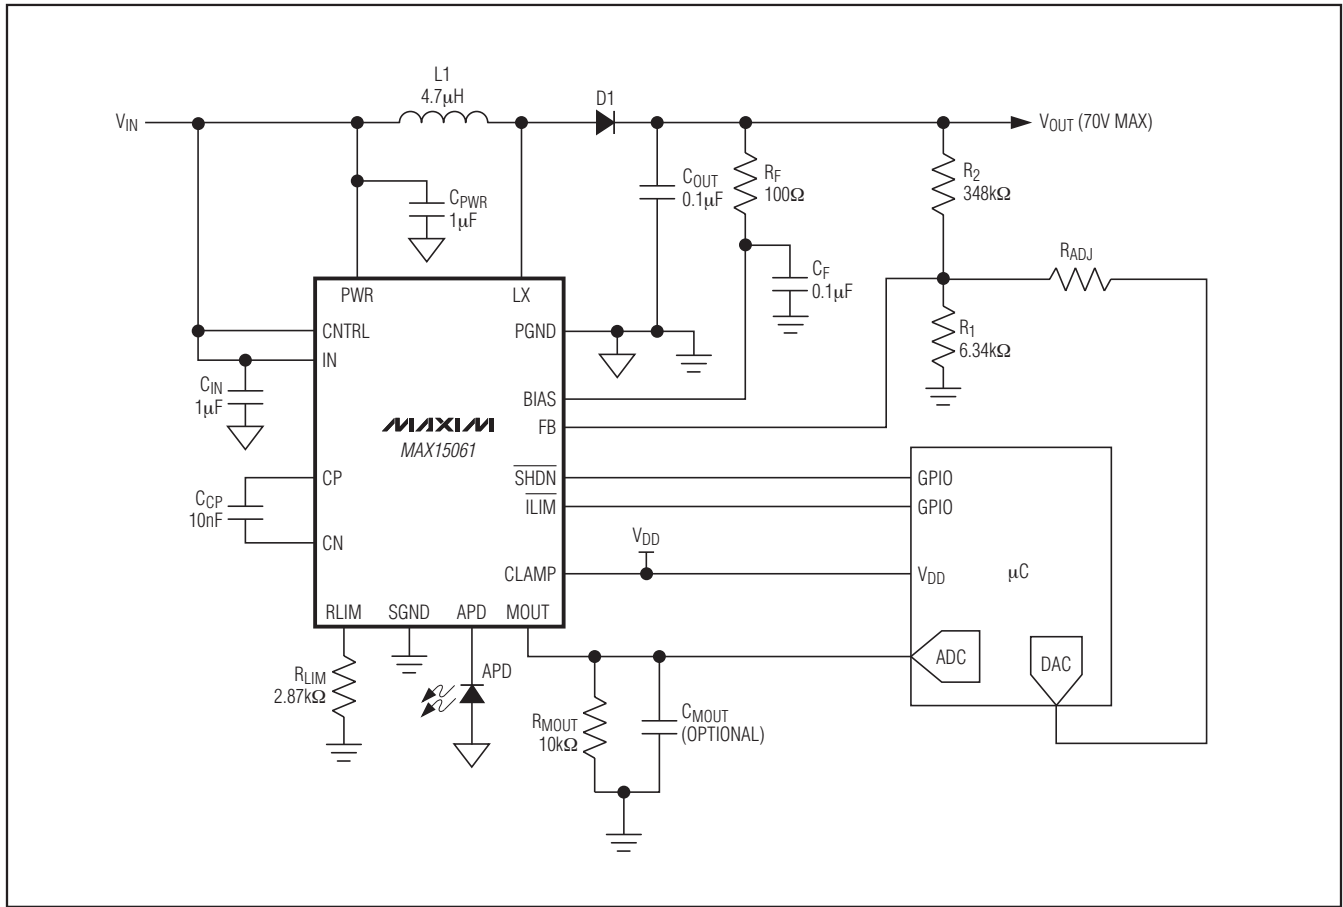 L1
4.7μH
D1
VIN
VOUT (70V MAX)
CPWR
1μF
COUT
0.1μF
RF
100Ω
R2
348kΩ
RADJ
CF
0.1μF
R1
6.34kΩ
PWR
LX
CNTRL
PGND
IN
CIN
1μF
BIAS
FB
MAXIM
MAX15061
CP
SHDN
GPIO
CCP
10nF
ILIM
GPIO
CN
VDD
CLAMP
VDD
μC
RLIM
SGND
APD
MOUT
ADC
DAC
RLIM
2.87kΩ
APD
RMOUT
10kΩ
CMOUT
(OPTIONAL)